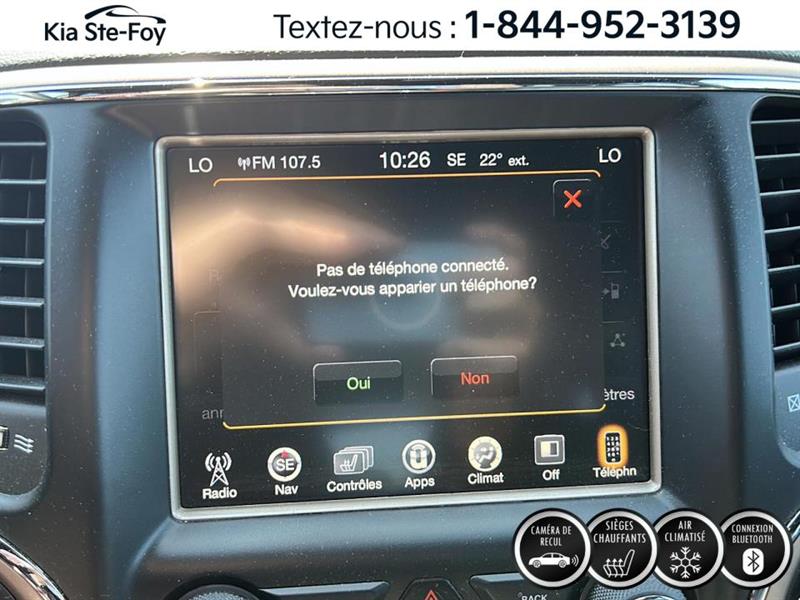 Kia Ste-Foy
Textez-nous : 1-844-952-3139
LO FM 107.5 10:26 SE 22° ext. LO
Pas de téléphone connecté.
Voulez-vous apparier un téléphone?
Oui Non
SE
Radio Nav Contrôles Apps Climat Off Téléphn
CAMÉRA DE
RECUL
SIÈGES
CHAUFFANTS
AIR
CLIMATISÉ
CONNEXION
BLUETOOTH
BACK